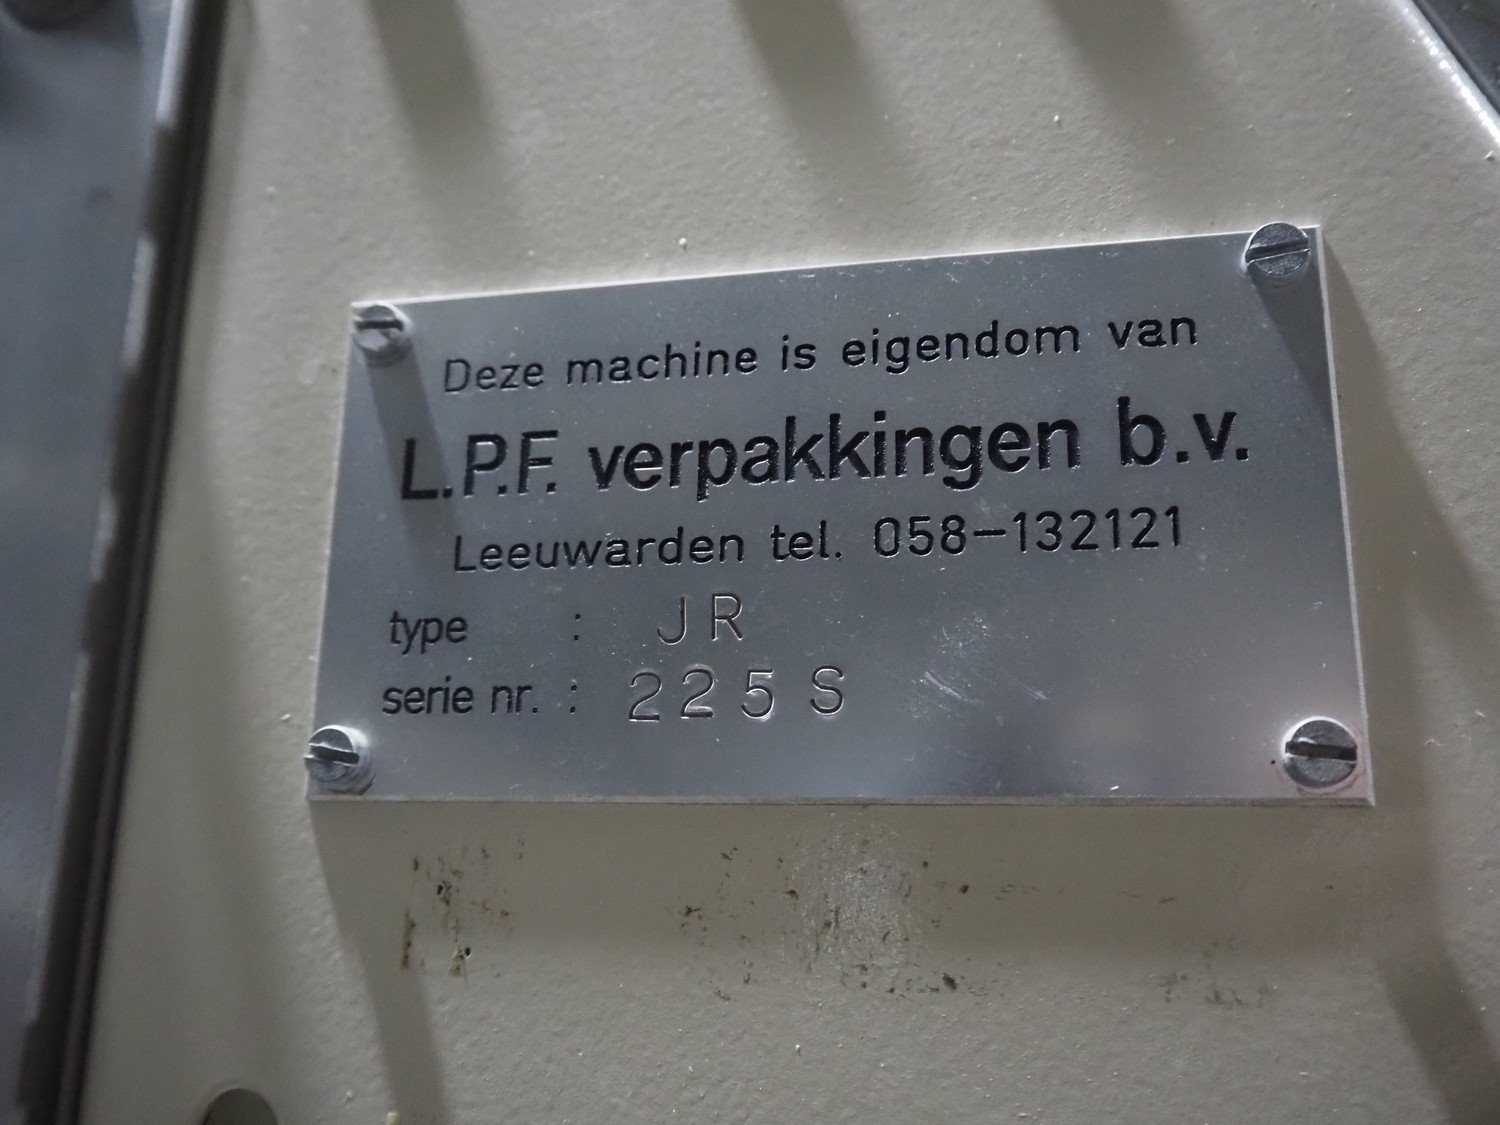 Deze machine is eigendom van
L.P.F. verpakkingen b.v.
Leeuwarden tel. 058-132121
type : JR
serie nr. : 225 S